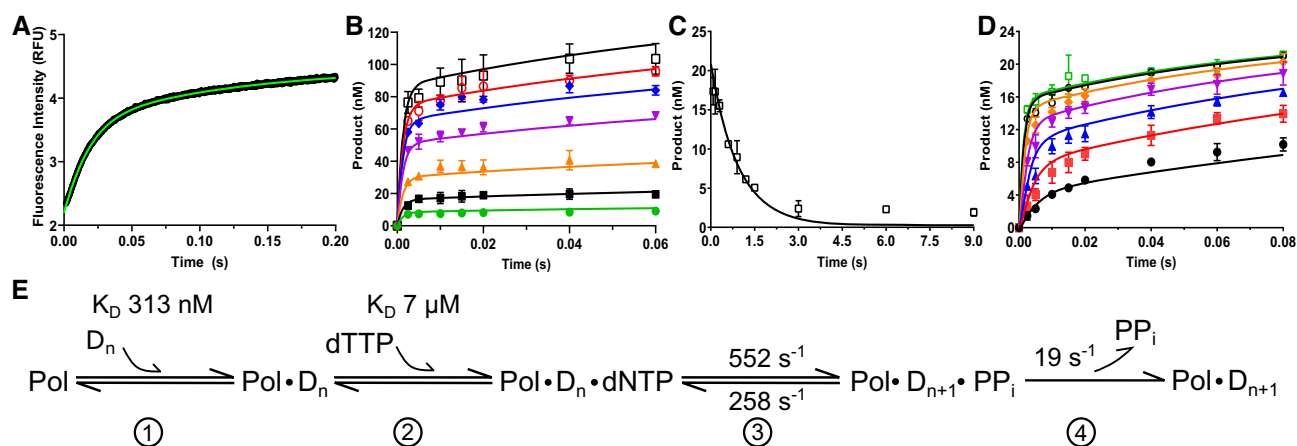 A
Fluorescence Intensity (RFU)
5
4
3
2
0.00 0.05 0.10 0.15 0.20
Time (s)
B
Product (nM)
120
100
80
60
40
20
0
0.00 0.02 0.04 0.06
Time (s)
C
Product (nM)
25
20
15
10
5
0
0.0 1.5 3.0 4.5 6.0 7.5 9.0
Time (s)
D
Product (nM)
24
20
16
12
8
4
0
0.00 0.02 0.04 0.06 0.08
Time (s)
E
K_D 313 nM
D_n
Pol
①
Pol•D_n
K_D 7 µM
dTTP
②
Pol•D_n•dNTP
552 s⁻¹
258 s⁻¹
③
Pol•D_{n+1}•PP_i
19 s⁻¹
PP_i
④
Pol•D_{n+1}